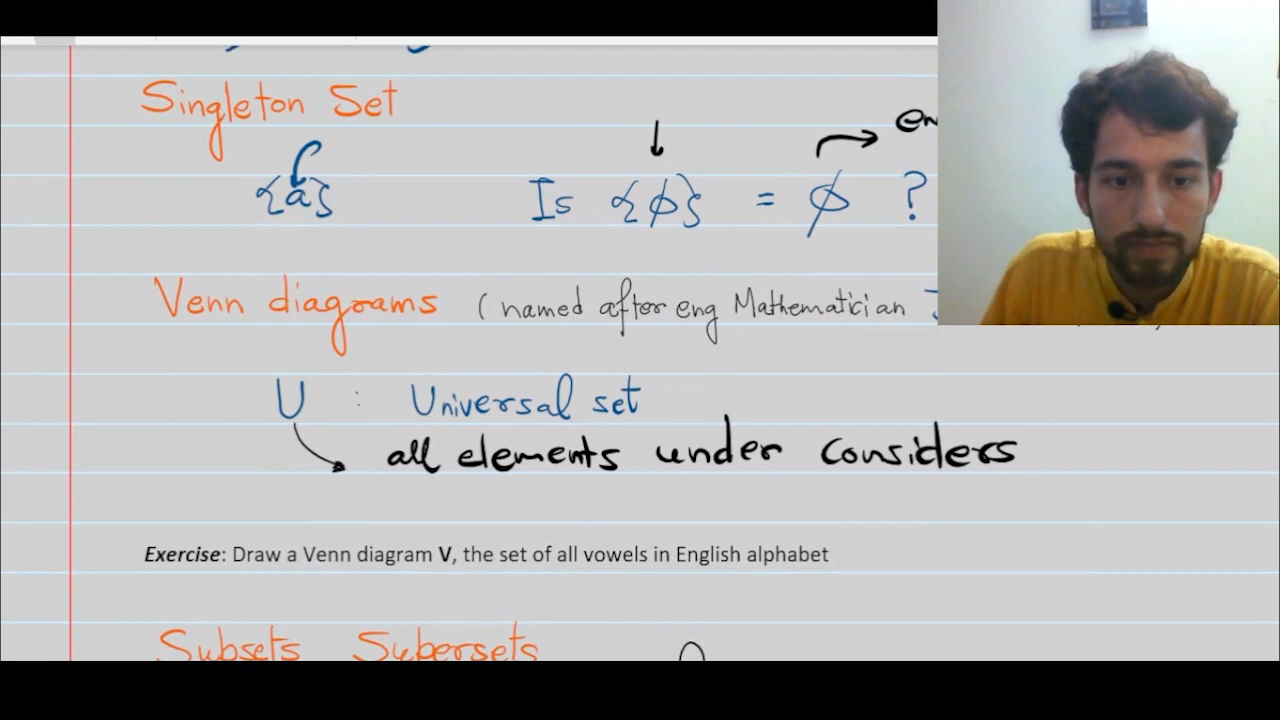 Singleton Set
{a} Is {ϕ} = ϕ ?
Venn diagrams (named after eng Mathematician
U : Universal set
all elements under considers
Exercise: Draw a Venn diagram V, the set of all vowels in English alphabet
Subsets Supersets